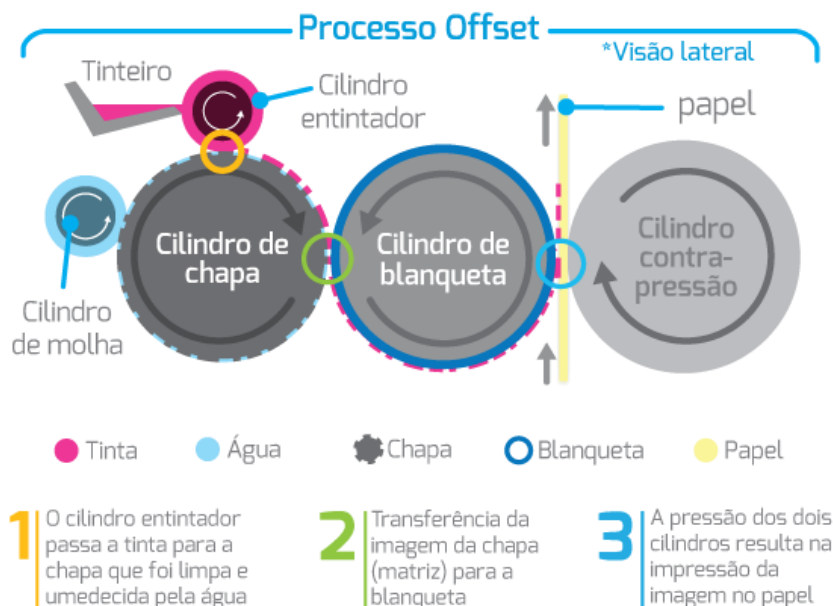 Processo Offset
*Visão lateral
Tinteiro
Cilindro
entintador
papel
Cilindro de
chapa
Cilindro de
blanqueta
Cilindro
contra-
pressão
Cilindro
de molha
Tinta
Água
Chapa
Blanqueta
Papel
1
O cilindro entintador
passa a tinta para a
chapa que foi limpa e
umedecida pela água
2
Transferência da
imagem da chapa
(matriz) para a
blanqueta
3
A pressão dos dois
cilindros resulta na
impressão da
imagem no papel